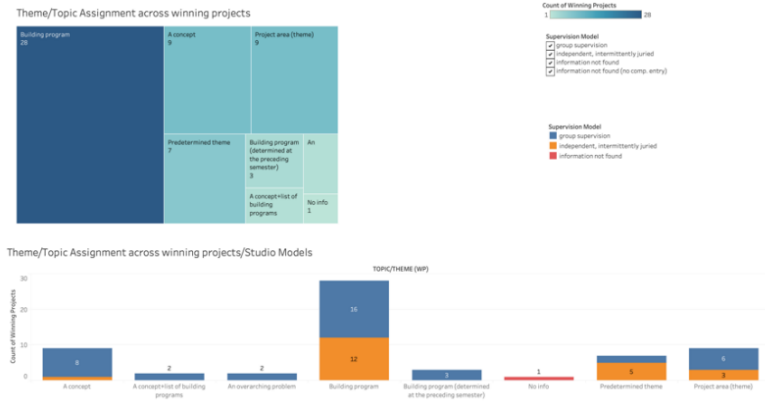 Theme/Topic Assignment across winning projects
Building program
28
A concept
9
Project area (theme)
9
Predetermined theme
7
Building program
(determined at
the preceding
semester)
3
An
A concept+list of
building
programs
No info
1
Count of Winning Projects
1
28
Supervision Model
group supervision
independent, intermittently juried
information not found
information not found (no comp. entry)
Supervision Model
group supervision
independent, intermittently juried
information not found
Theme/Topic Assignment across winning projects/Studio Models
TOPIC/THEME (WP)
Count of Winning Projects
30
20
10
0
8
2
2
16
12
3
1
5
6
3
A concept
A concept+list of building
programs
An overarching problem
Building program
Building program (determined
at the preceding semester)
No info
Predetermined theme
Project area (theme)